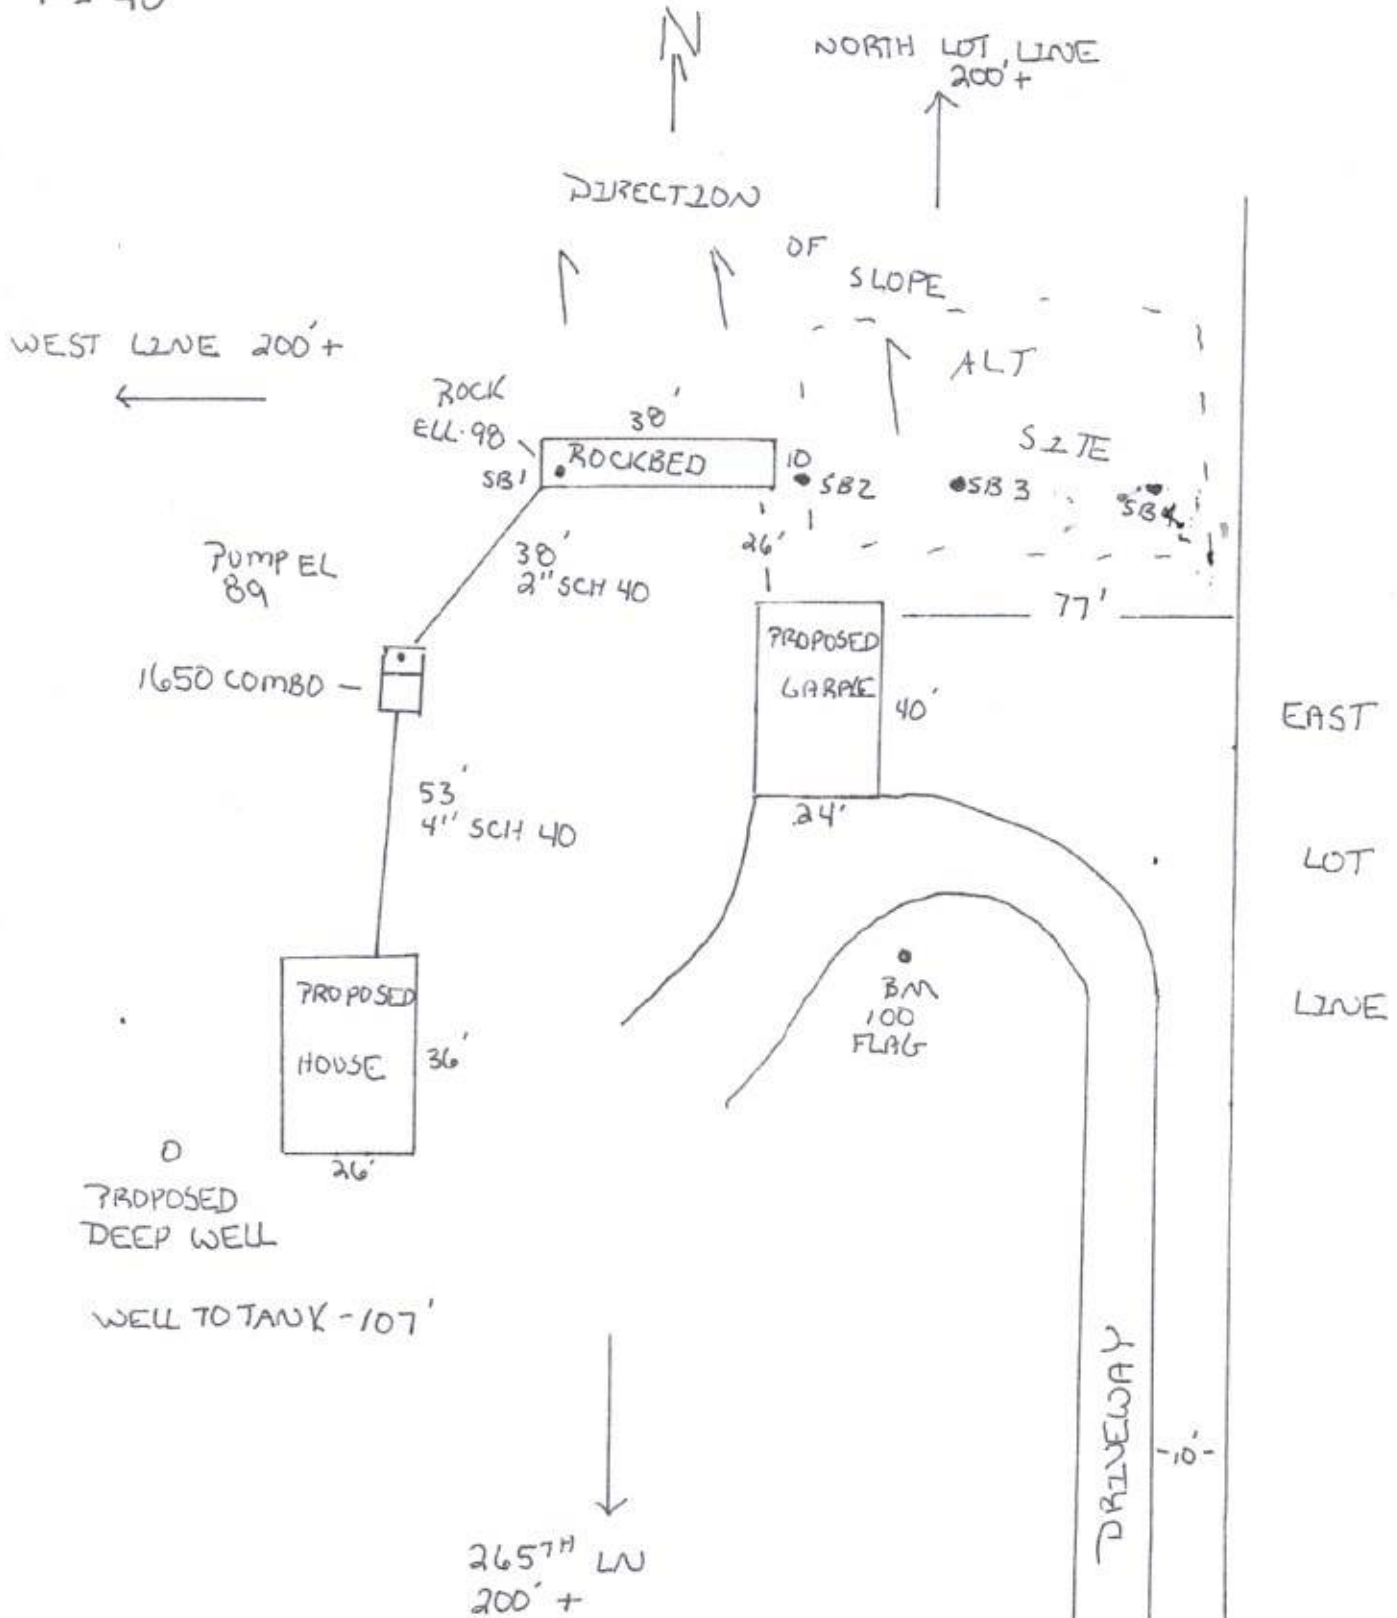 40
N
NORTH LOT LINE
200'+
DIRECTION
OF
SLOPE
WEST LINE 200'+
ALT
SITE
ROCK
ELL-98
38'
ROCKBED
10
SB1
SB2
SB3
SB4
26'
38'
2" SCH 40
PUMP EL
89
77'
PROPOSED
GARAGE
40'
24'
1650 COMBO
EAST
LOT
LINE
53'
4" SCH 40
BM
100
FLAG
PROPOSED
HOUSE
36'
26'
O
PROPOSED
DEEP WELL
WELL TO TANK - 107'
DRIVEWAY
-10'-
265TH LN
200' +